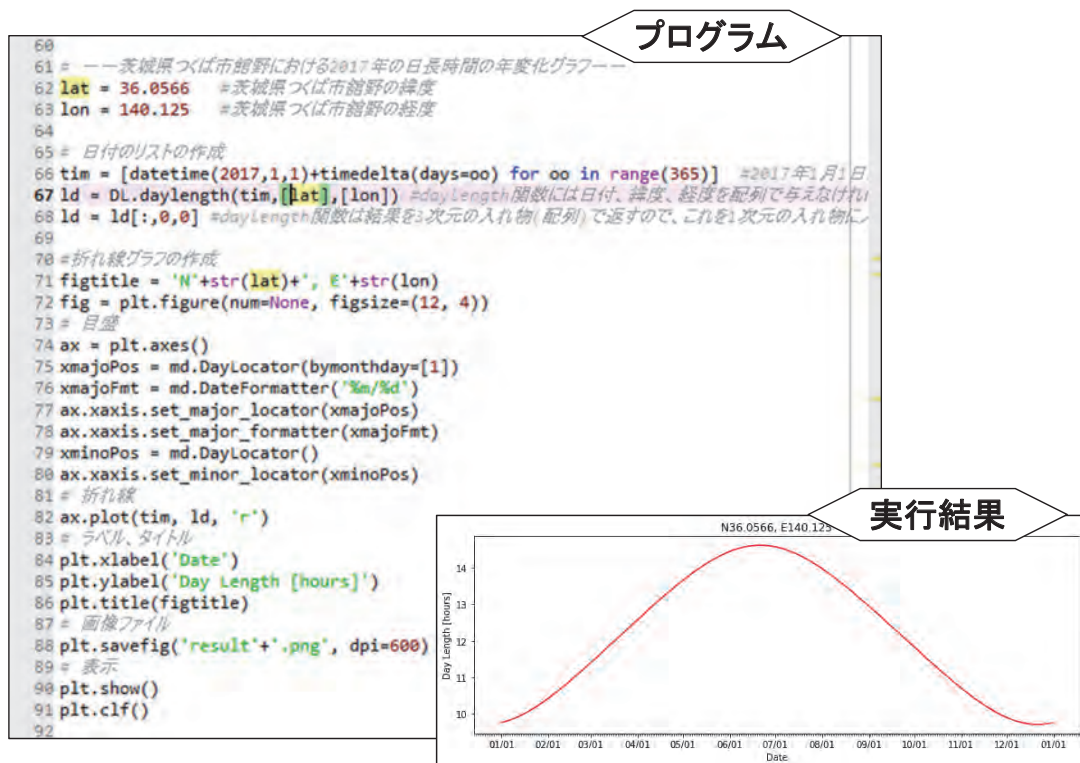 プログラム
60
61 # ーー茨城県つくば市館野における2017年の日長時間の年変化グラフーー
62 lat = 36.0566 #茨城県つくば市舘野の緯度
63 lon = 140.125 #茨城県つくば市舘野の経度
64
65 # 日付のリストの作成
66 tim = [datetime(2017,1,1)+timedelta(days=oo) for oo in range(365)] #2017年1月1日
67 ld = DL.daylength(tim,[lat],[lon]) #daylength関数には日付、緯度、経度を配列で与えなけれ
68 ld = ld[:,0,0] #daylength関数は結果を3次元の入れ物(配列)で返すので、これを1次元の入れ物に
69
70 #折れ線グラフの作成
71 figtitle = 'N'+str(lat)+', E'+str(lon)
72 fig = plt.figure(num=None, figsize=(12, 4))
73 # 目盛
74 ax = plt.axes()
75 xmajoPos = md.DayLocator(bymonthday=[1])
76 xmajoFmt = md.DateFormatter('%m/%d')
77 ax.xaxis.set_major_locator(xmajoPos)
78 ax.xaxis.set_major_formatter(xmajoFmt)
79 xminoPos = md.DayLocator()
80 ax.xaxis.set_minor_locator(xminoPos)
81 # 折れ線
82 ax.plot(tim, ld, 'r')
83 # ラベル、タイトル
84 plt.xlabel('Date')
85 plt.ylabel('Day Length [hours]')
86 plt.title(figtitle)
87 # 画像ファイル
88 plt.savefig('result'+'.png', dpi=600)
89 # 表示
90 plt.show()
91 plt.clf()
92
実行結果
N36.0566, E140.125
Day Length [hours]
14
13
12
11
10
01/01 02/01 03/01 04/01 05/01 06/01 07/01 08/01 09/01 10/01 11/01 12/01 01/01
Date